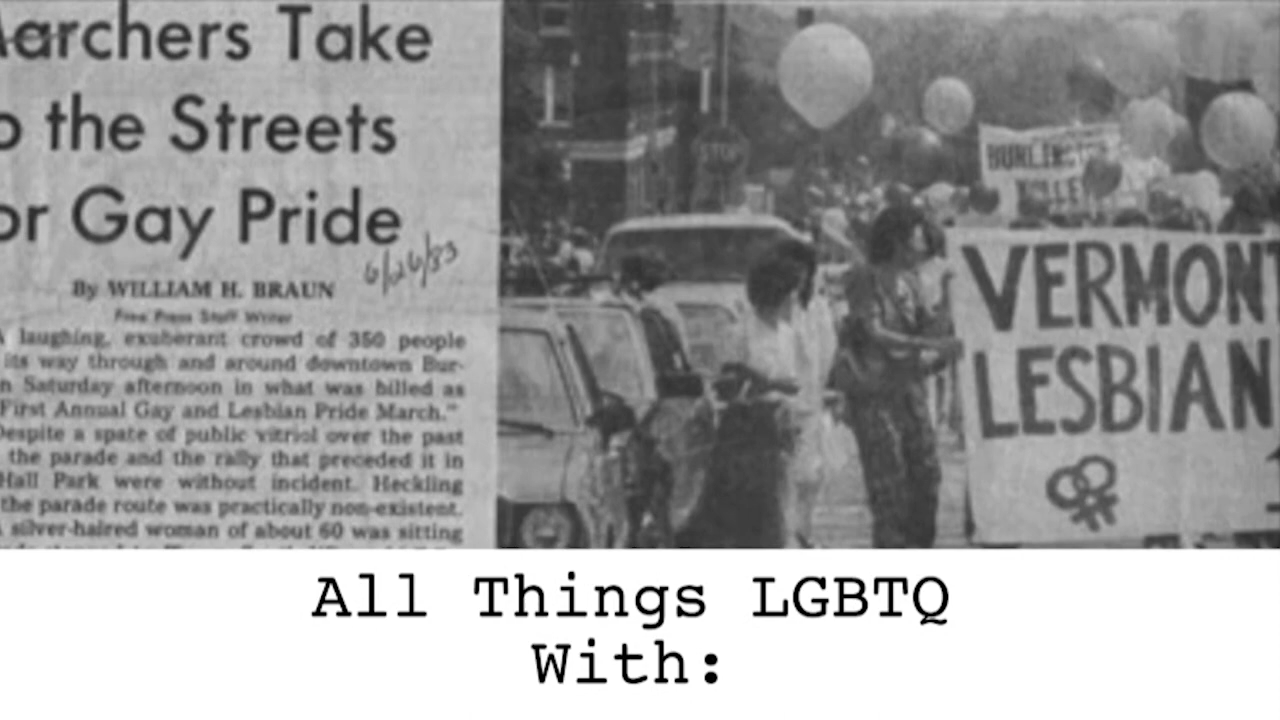 archers Take
o the Streets
or Gay Pride
6/26/83
By WILLIAM H. BRAUN
Free Press Staff Writer
A laughing, exuberant crowd of 350 people
its way through and around downtown Bur-
n Saturday afternoon in what was billed as
First Annual Gay and Lesbian Pride March."
Despite a spate of public vitriol over the past
the parade and the rally that preceded it in
Hall Park were without incident. Heckling
the parade route was practically non-existent.
A silver-haired woman of about 60 was sitting
STOP
BURLINGTON
VERMONT
LESBIAN
All Things LGBTQ
With: